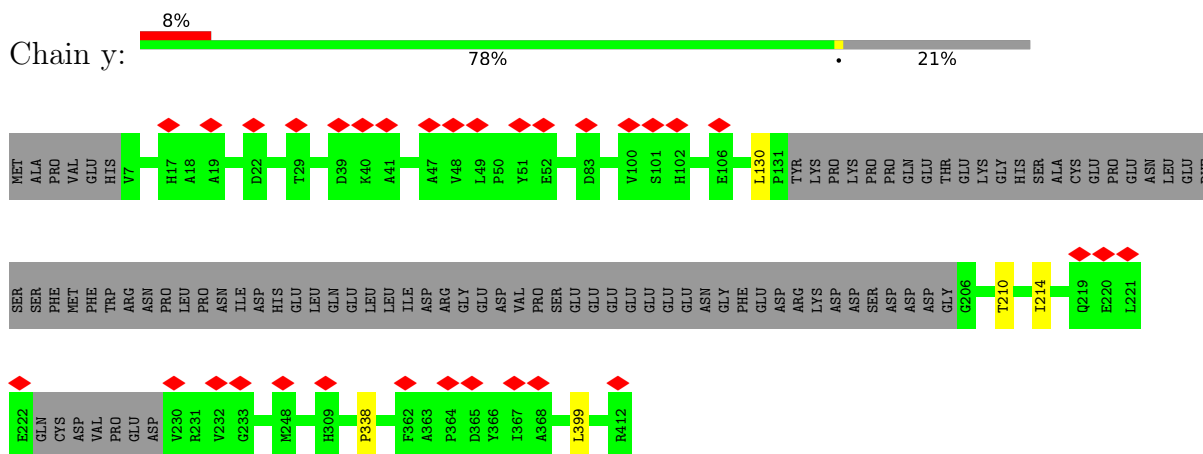 Chain y:
8%
78%
•
21%
MET ALA PRO VAL GLU HIS V7 H17 A18 A19 D22 T29 D39 K40 A41 A47 V48 L49 P50 Y51 E52 D83 V100 S101 H102 E106 L130 P131 TYR LYS PRO LYS PRO PRO GLN GLU THR GLU LYS GLY HIS SER ALA CYS GLU PRO GLU ASN LEU GLU
SER SER PHE MET PHE TRP ARG ASN PRO LEU PRO ASN ILE ASP HIS GLU LEU GLN GLU LEU LEU ILE ASP ARG GLY GLU ASP VAL PRO SER GLU GLU GLU GLU GLU GLU GLU ASN GLY PHE GLU ASP ARG LYS ASP ASP SER ASP ASP ASP GLY G206 T210 I214 Q219 E220 L221
E222 GLN CYS ASP VAL PRO GLU ASP V230 R231 V232 G233 M248 H309 P338 F362 A363 P364 D365 Y366 I367 A368 L399 R412